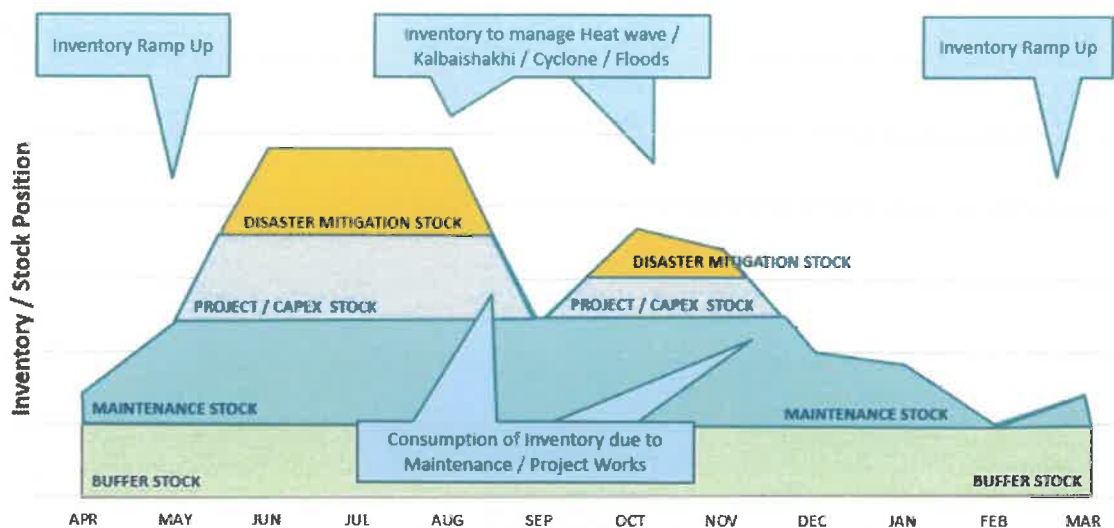 Inventory Ramp Up
Inventory to manage Heat wave /
Kalbaishakhi / Cyclone / Floods
Inventory Ramp Up
Inventory / Stock Position
DISASTER MITIGATION STOCK
DISASTER MITIGATION STOCK
PROJECT / CAPEX STOCK
PROJECT / CAPEX STOCK
MAINTENANCE STOCK
MAINTENANCE STOCK
Consumption of Inventory due to
Maintenance / Project Works
BUFFER STOCK
BUFFER STOCK
APR MAY JUN JUL AUG SEP OCT NOV DEC JAN FEB MAR